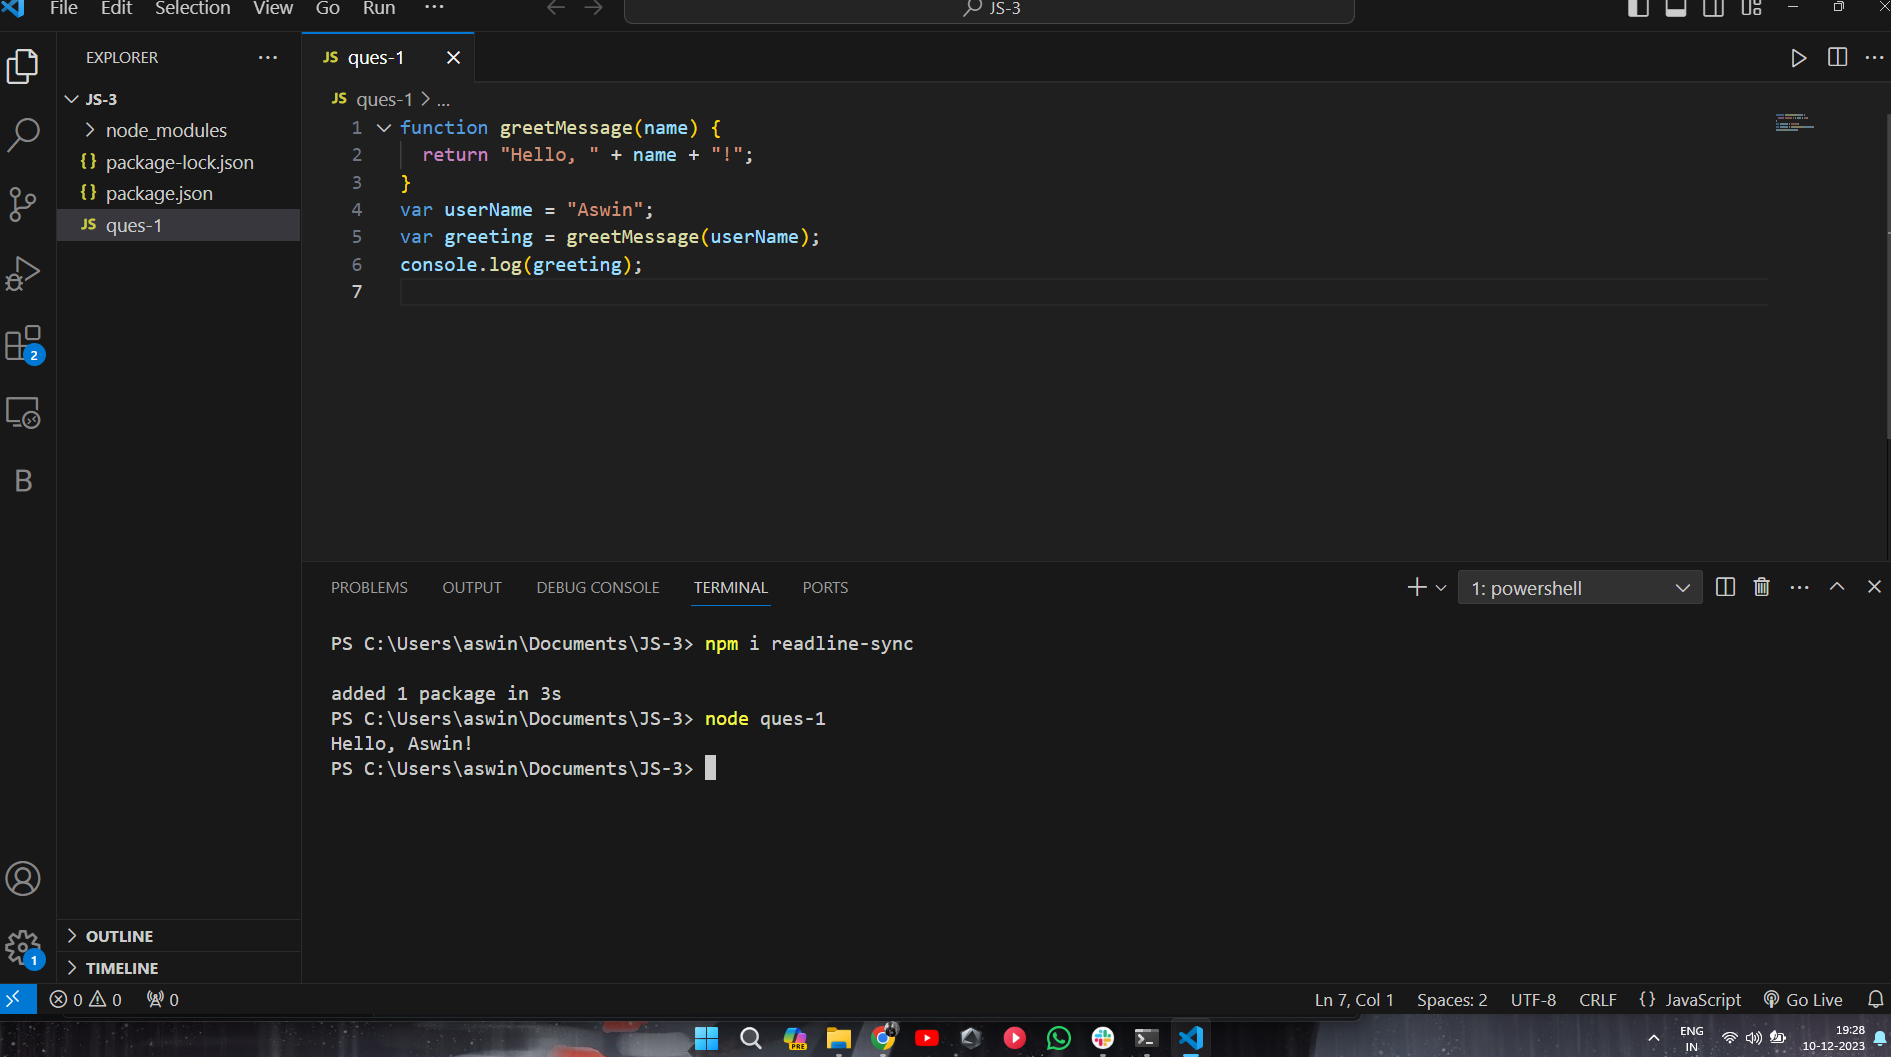 File Edit Selection View Go Run ...
JS-3
EXPLORER
JS-3
node_modules
{} package-lock.json
{} package.json
JS ques-1
JS ques-1
JS ques-1 > ...
1 function greetMessage(name) {
2 return "Hello, " + name + "!";
3 }
4 var userName = "Aswin";
5 var greeting = greetMessage(userName);
6 console.log(greeting);
7
2
B
PROBLEMS OUTPUT DEBUG CONSOLE TERMINAL PORTS
1: powershell
PS C:\Users\aswin\Documents\JS-3> npm i readline-sync
added 1 package in 3s
PS C:\Users\aswin\Documents\JS-3> node ques-1
Hello, Aswin!
PS C:\Users\aswin\Documents\JS-3>
OUTLINE
1
TIMELINE
0 0 0
Ln 7, Col 1 Spaces: 2 UTF-8 CRLF {} JavaScript Go Live
PRE
ENG
IN
19:28
10-12-2023